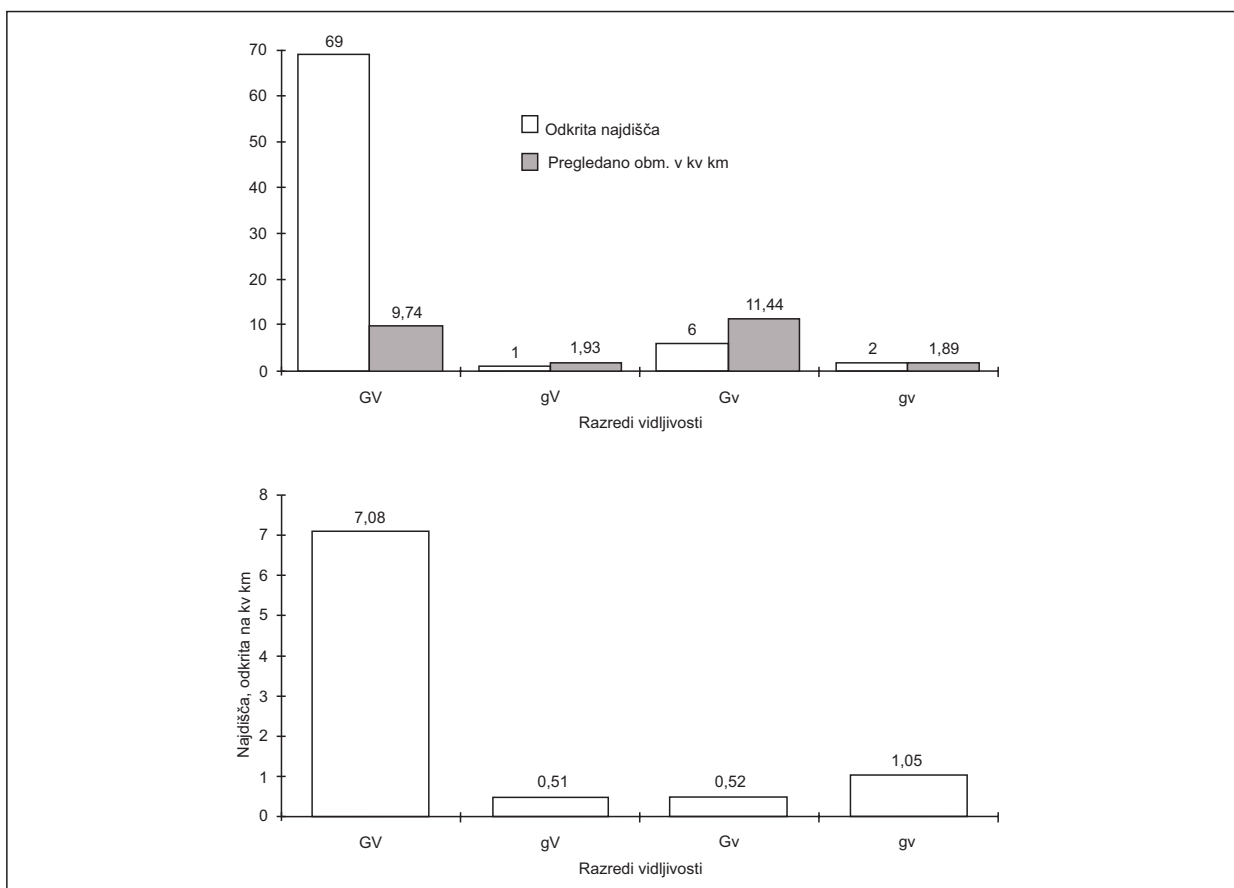 70
60
50
40
30
20
10
0
69
9,74
1
1,93
6
11,44
2
1,89
Odkrita najdišča
Pregledano obm. v kv km
GV
gV
Gv
gv
Razredi vidljivosti
Najdišča, odkrita na kv km
8
7
6
5
4
3
2
1
0
7,08
0,51
0,52
1,05
GV
gV
Gv
gv
Razredi vidljivosti